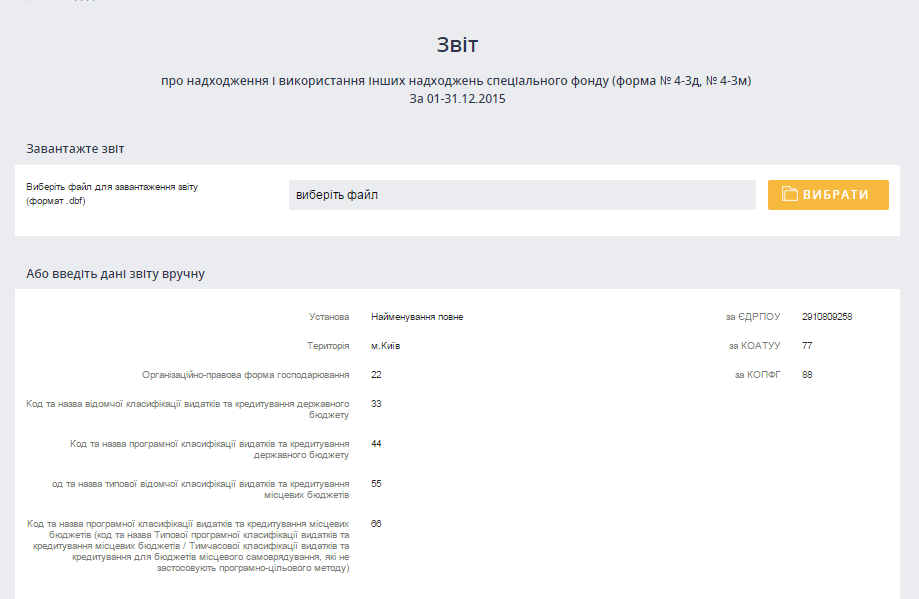 Звіт
про надходження і використання інших надходжень спеціального фонду (форма № 4-3д, № 4-3м)
За 01-31.12.2015
Завантажте звіт
Виберіть файл для завантаження звіту
(формат .dbf)
виберіть файл
ВИБРАТИ
Або введіть дані звіту вручну
Установа Найменування повне за ЄДРПОУ 2910809258
Територія м.Київ за КОАТУУ 77
Організаційно-правова форма господарювання 22 за КОПФГ 88
Код та назва відомчої класифікації видатків та кредитування державного 33
бюджету
Код та назва програмної класифікації видатків та кредитування 44
державного бюджету
од та назва типової відомчої класифікації видатків та кредитування 55
місцевих бюджетів
Код та назва програмної класифікації видатків та кредитування місцевих 66
бюджетів (код та назва Типової програмної класифікації видатків та
кредитування місцевих бюджетів / Тимчасової класифікації видатків та
кредитування для бюджетів місцевого самоврядування, які не
застосовують програмно-цільового методу)